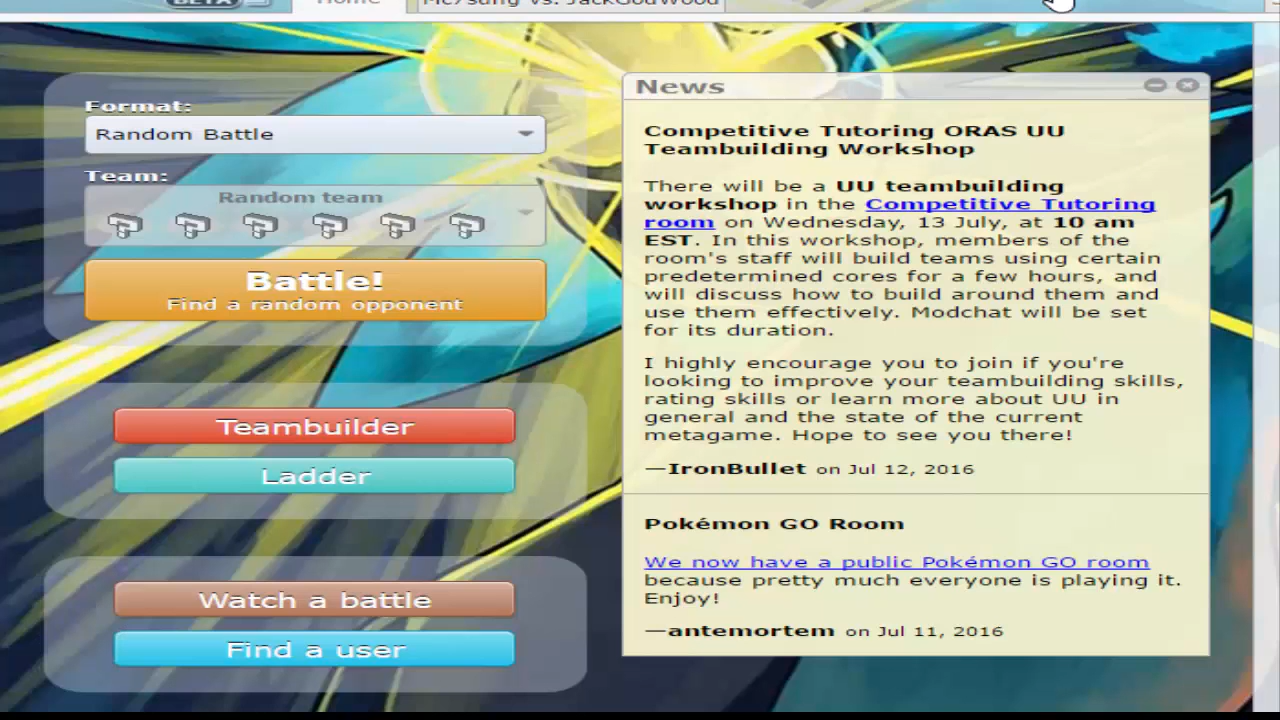 BETA
Home
Mc7sung vs. JackGodWood
Format:
Random Battle
Team:
Random team
Battle!
Find a random opponent
Teambuilder
Ladder
Watch a battle
Find a user
News
Competitive Tutoring ORAS UU
Teambuilding Workshop
There will be a UU teambuilding
workshop in the Competitive Tutoring
room on Wednesday, 13 July, at 10 am
EST. In this workshop, members of the
room's staff will build teams using certain
predetermined cores for a few hours, and
will discuss how to build around them and
use them effectively. Modchat will be set
for its duration.
I highly encourage you to join if you're
looking to improve your teambuilding skills,
rating skills or learn more about UU in
general and the state of the current
metagame. Hope to see you there!
—IronBullet on Jul 12, 2016
Pokémon GO Room
We now have a public Pokémon GO room
because pretty much everyone is playing it.
Enjoy!
—antemortem on Jul 11, 2016